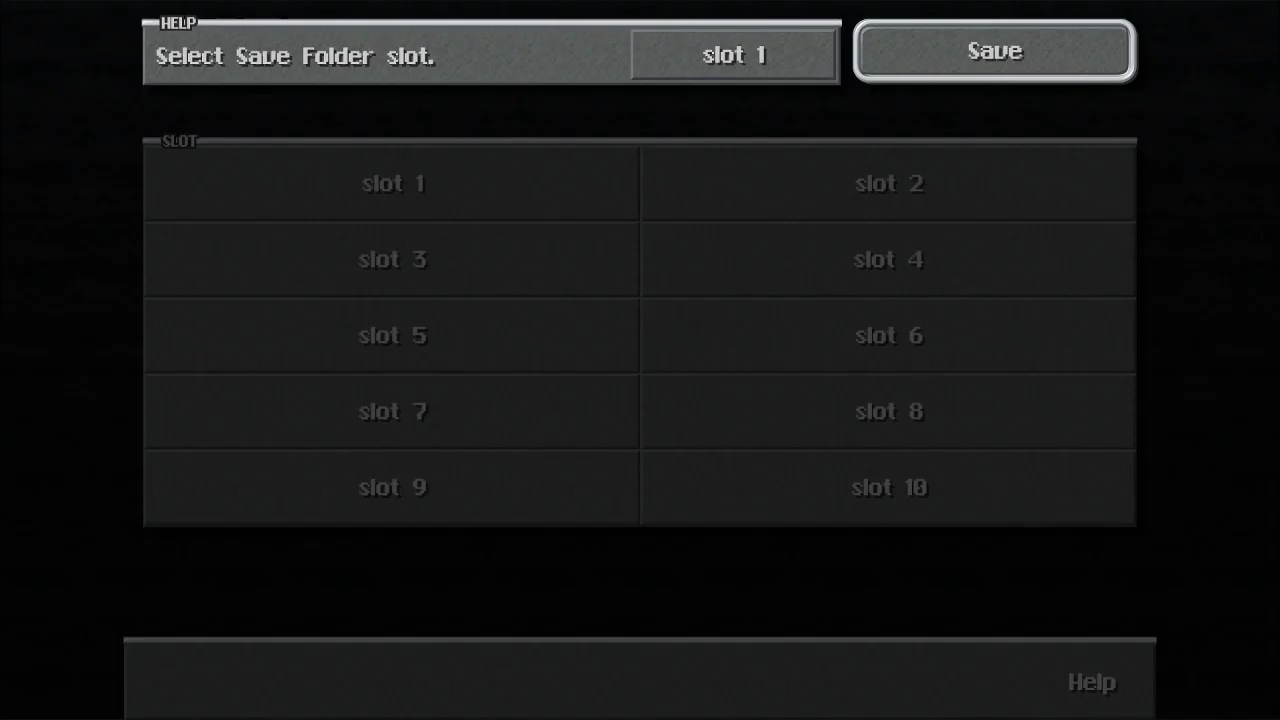 HELP
Select Save Folder slot.
slot 1
Save
SLOT
slot 1
slot 2
slot 3
slot 4
slot 5
slot 6
slot 7
slot 8
slot 9
slot 10
Help